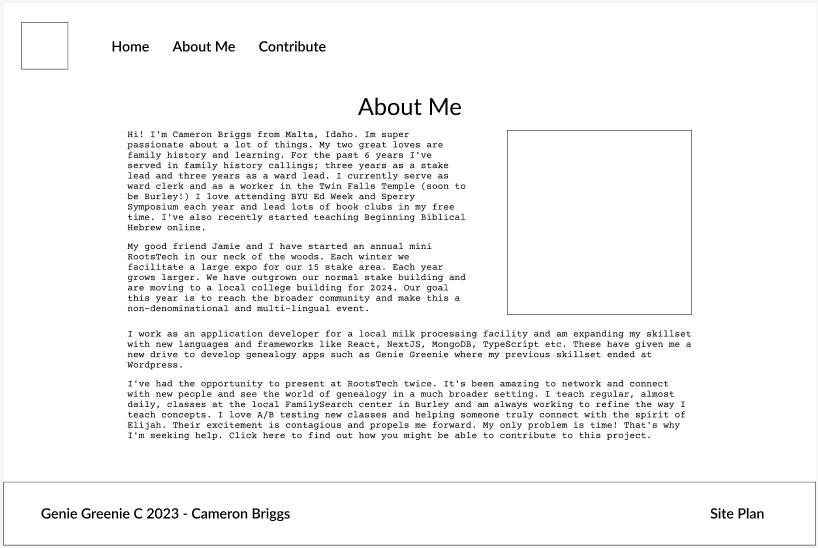 Home About Me Contribute
About Me
Hi! I'm Cameron Briggs from Malta, Idaho. Im super
passionate about a lot of things. My two great loves are
family history and learning. For the past 6 years I've
served in family history callings; three years as a stake
lead and three years as a ward lead. I currently serve as
ward clerk and as a worker in the Twin Falls Temple (soon to
be Burley!) I love attending BYU Ed Week and Sperry
Symposium each year and lead lots of book clubs in my free
time. I've also recently started teaching Beginning Biblical
Hebrew online.
My good friend Jamie and I have started an annual mini
RootsTech in our neck of the woods. Each winter we
facilitate a large expo for our 15 stake area. Each year
grows larger. We have outgrown our normal stake building and
are moving to a local college building for 2024. Our goal
this year is to reach the broader community and make this a
non-denominational and multi-lingual event.
I work as an application developer for a local milk processing facility and am expanding my skillset
with new languages and frameworks like React, NextJS, MongoDB, TypeScript etc. These have given me a
new drive to develop genealogy apps such as Genie Greenie where my previous skillset ended at
Wordpress.
I've had the opportunity to present at RootsTech twice. It's been amazing to network and connect
with new people and see the world of genealogy in a much broader setting. I teach regular, almost
daily, classes at the local FamilySearch center in Burley and am always working to refine the way I
teach concepts. I love A/B testing new classes and helping someone truly connect with the spirit of
Elijah. Their excitement is contagious and propels me forward. My only problem is time! That's why
I'm seeking help. Click here to find out how you might be able to contribute to this project.
Genie Greenie C 2023 - Cameron Briggs Site Plan